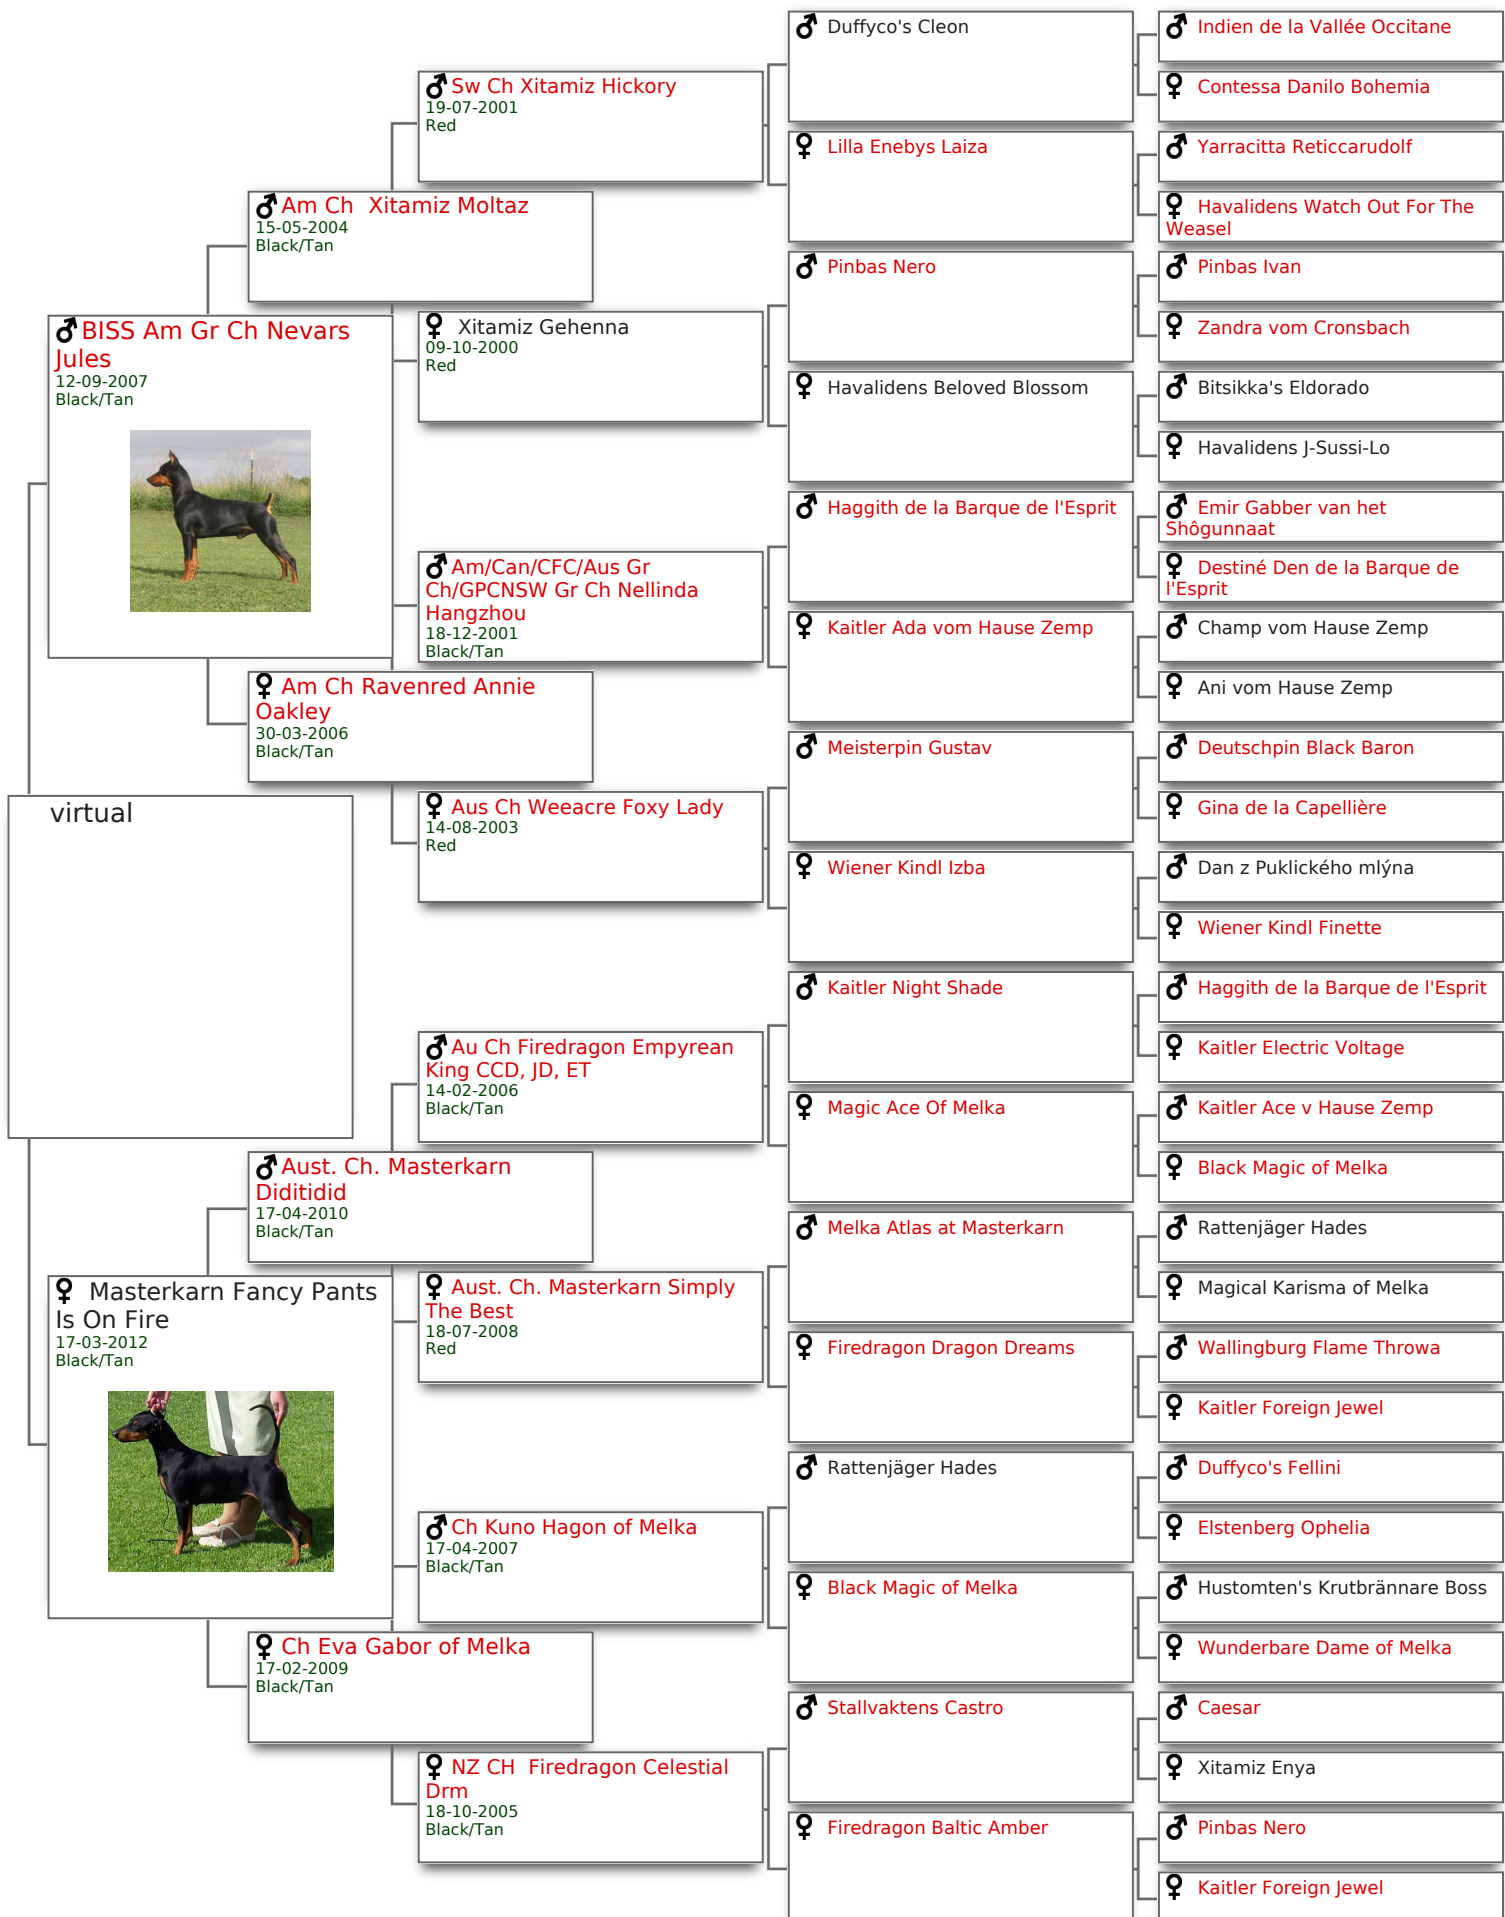 virtual
BISS Am Gr Ch Nevars
Jules
12-09-2007
Black/Tan
Masterkarn Fancy Pants
Is On Fire
17-03-2012
Black/Tan
Am Ch  Xitamiz Moltaz
15-05-2004
Black/Tan
Am Ch Ravenred Annie
Oakley
30-03-2006
Black/Tan
Aust. Ch. Masterkarn
Didititdid
17-04-2010
Black/Tan
Ch Eva Gabor of Melka
17-02-2009
Black/Tan
Sw Ch Xitamiz Hickory
19-07-2001
Red
Xitamiz Gehenna
09-10-2000
Red
Am/Can/CFC/Aus Gr
Ch/GPCNSW Gr Ch Nellinda
Hangzhou
18-12-2001
Black/Tan
Aus Ch Weeacre Foxy Lady
14-08-2003
Red
Au Ch Firedragon Empyrean
King CCD, JD, ET
14-02-2006
Black/Tan
Aust. Ch. Masterkarn Simply
The Best
18-07-2008
Red
Ch Kuno Hagon of Melka
17-04-2007
Black/Tan
NZ CH  Firedragon Celestial
Drm
18-10-2005
Black/Tan
Duffyco's Cleon
Lilla Enebys Laiza
Pinbas Nero
Havalidens Beloved Blossom
Haggith de la Barque de l'Esprit
Kaitler Ada vom Hause Zemp
Meisterpin Gustav
Wiener Kindl Izba
Kaitler Night Shade
Magic Ace Of Melka
Melka Atlas at Masterkarn
Firedragon Dragon Dreams
Rattenjäger Hades
Black Magic of Melka
Stallvaktens Castro
Firedragon Baltic Amber
Indien de la Vallée Occitane
Contessa Danilo Bohemia
Yarracitta Reticcarudolf
Havalidens Watch Out For The
Weasel
Pinbas Ivan
Zandra vom Cronsbach
Bitsikka's Eldorado
Havalidens J-Sussi-Lo
Emir Gabber van het
Shôgunnaat
Destiné Den de la Barque de
l'Esprit
Champ vom Hause Zemp
Ani vom Hause Zemp
Deutschpin Black Baron
Gina de la Capellière
Dan z Puklického mlýna
Wiener Kindl Finette
Haggith de la Barque de l'Esprit
Kaitler Electric Voltage
Kaitler Ace v Hause Zemp
Black Magic of Melka
Rattenjäger Hades
Magical Karisma of Melka
Wallingburg Flame Throwa
Kaitler Foreign Jewel
Duffyco's Fellini
Elstenberg Ophelia
Hustomten's Krutbrännare Boss
Wunderbare Dame of Melka
Caesar
Xitamiz Enya
Pinbas Nero
Kaitler Foreign Jewel